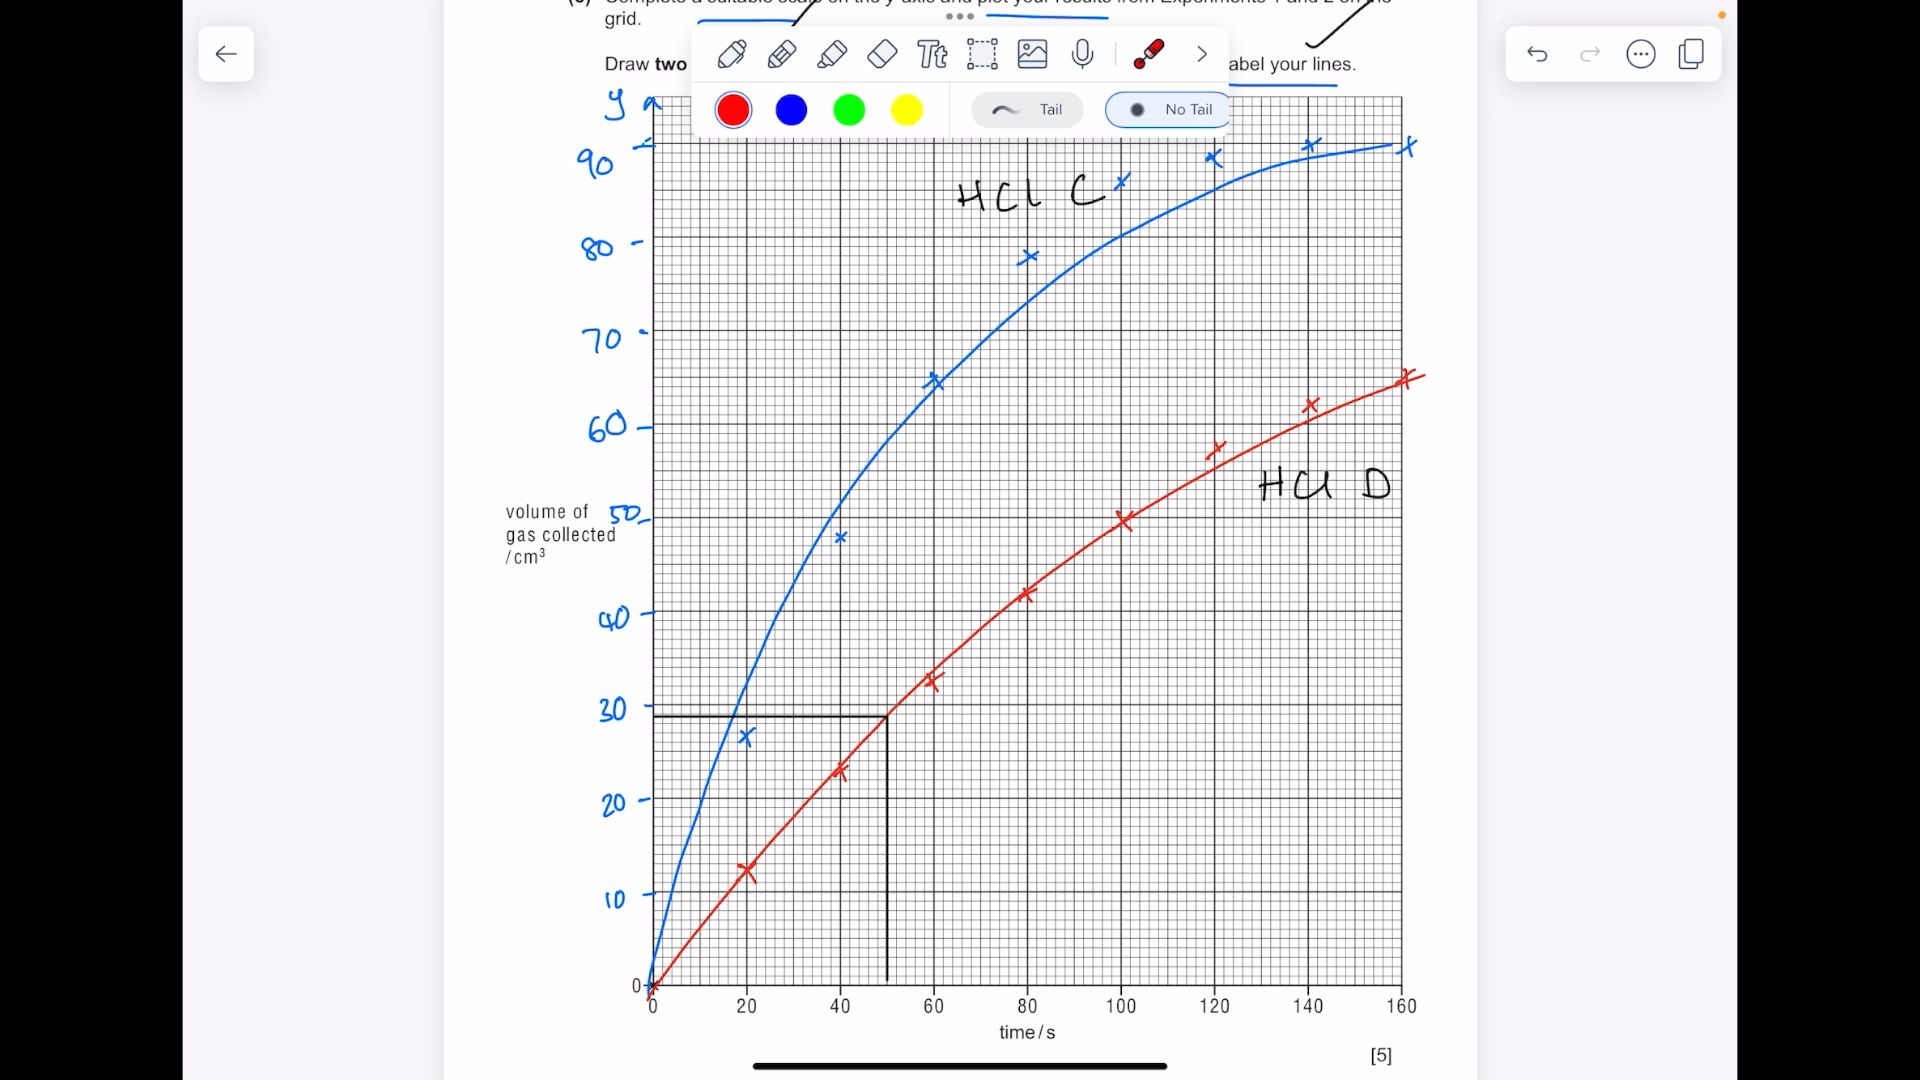 grid.
Draw two
abel your lines.
Tt
Tail
No Tail
y
90
80
70
60
50
40
30
20
10
0
HCl C
HCl D
volume of
gas collected
/cm³
0 20 40 60 80 100 120 140 160
time/s
[5]